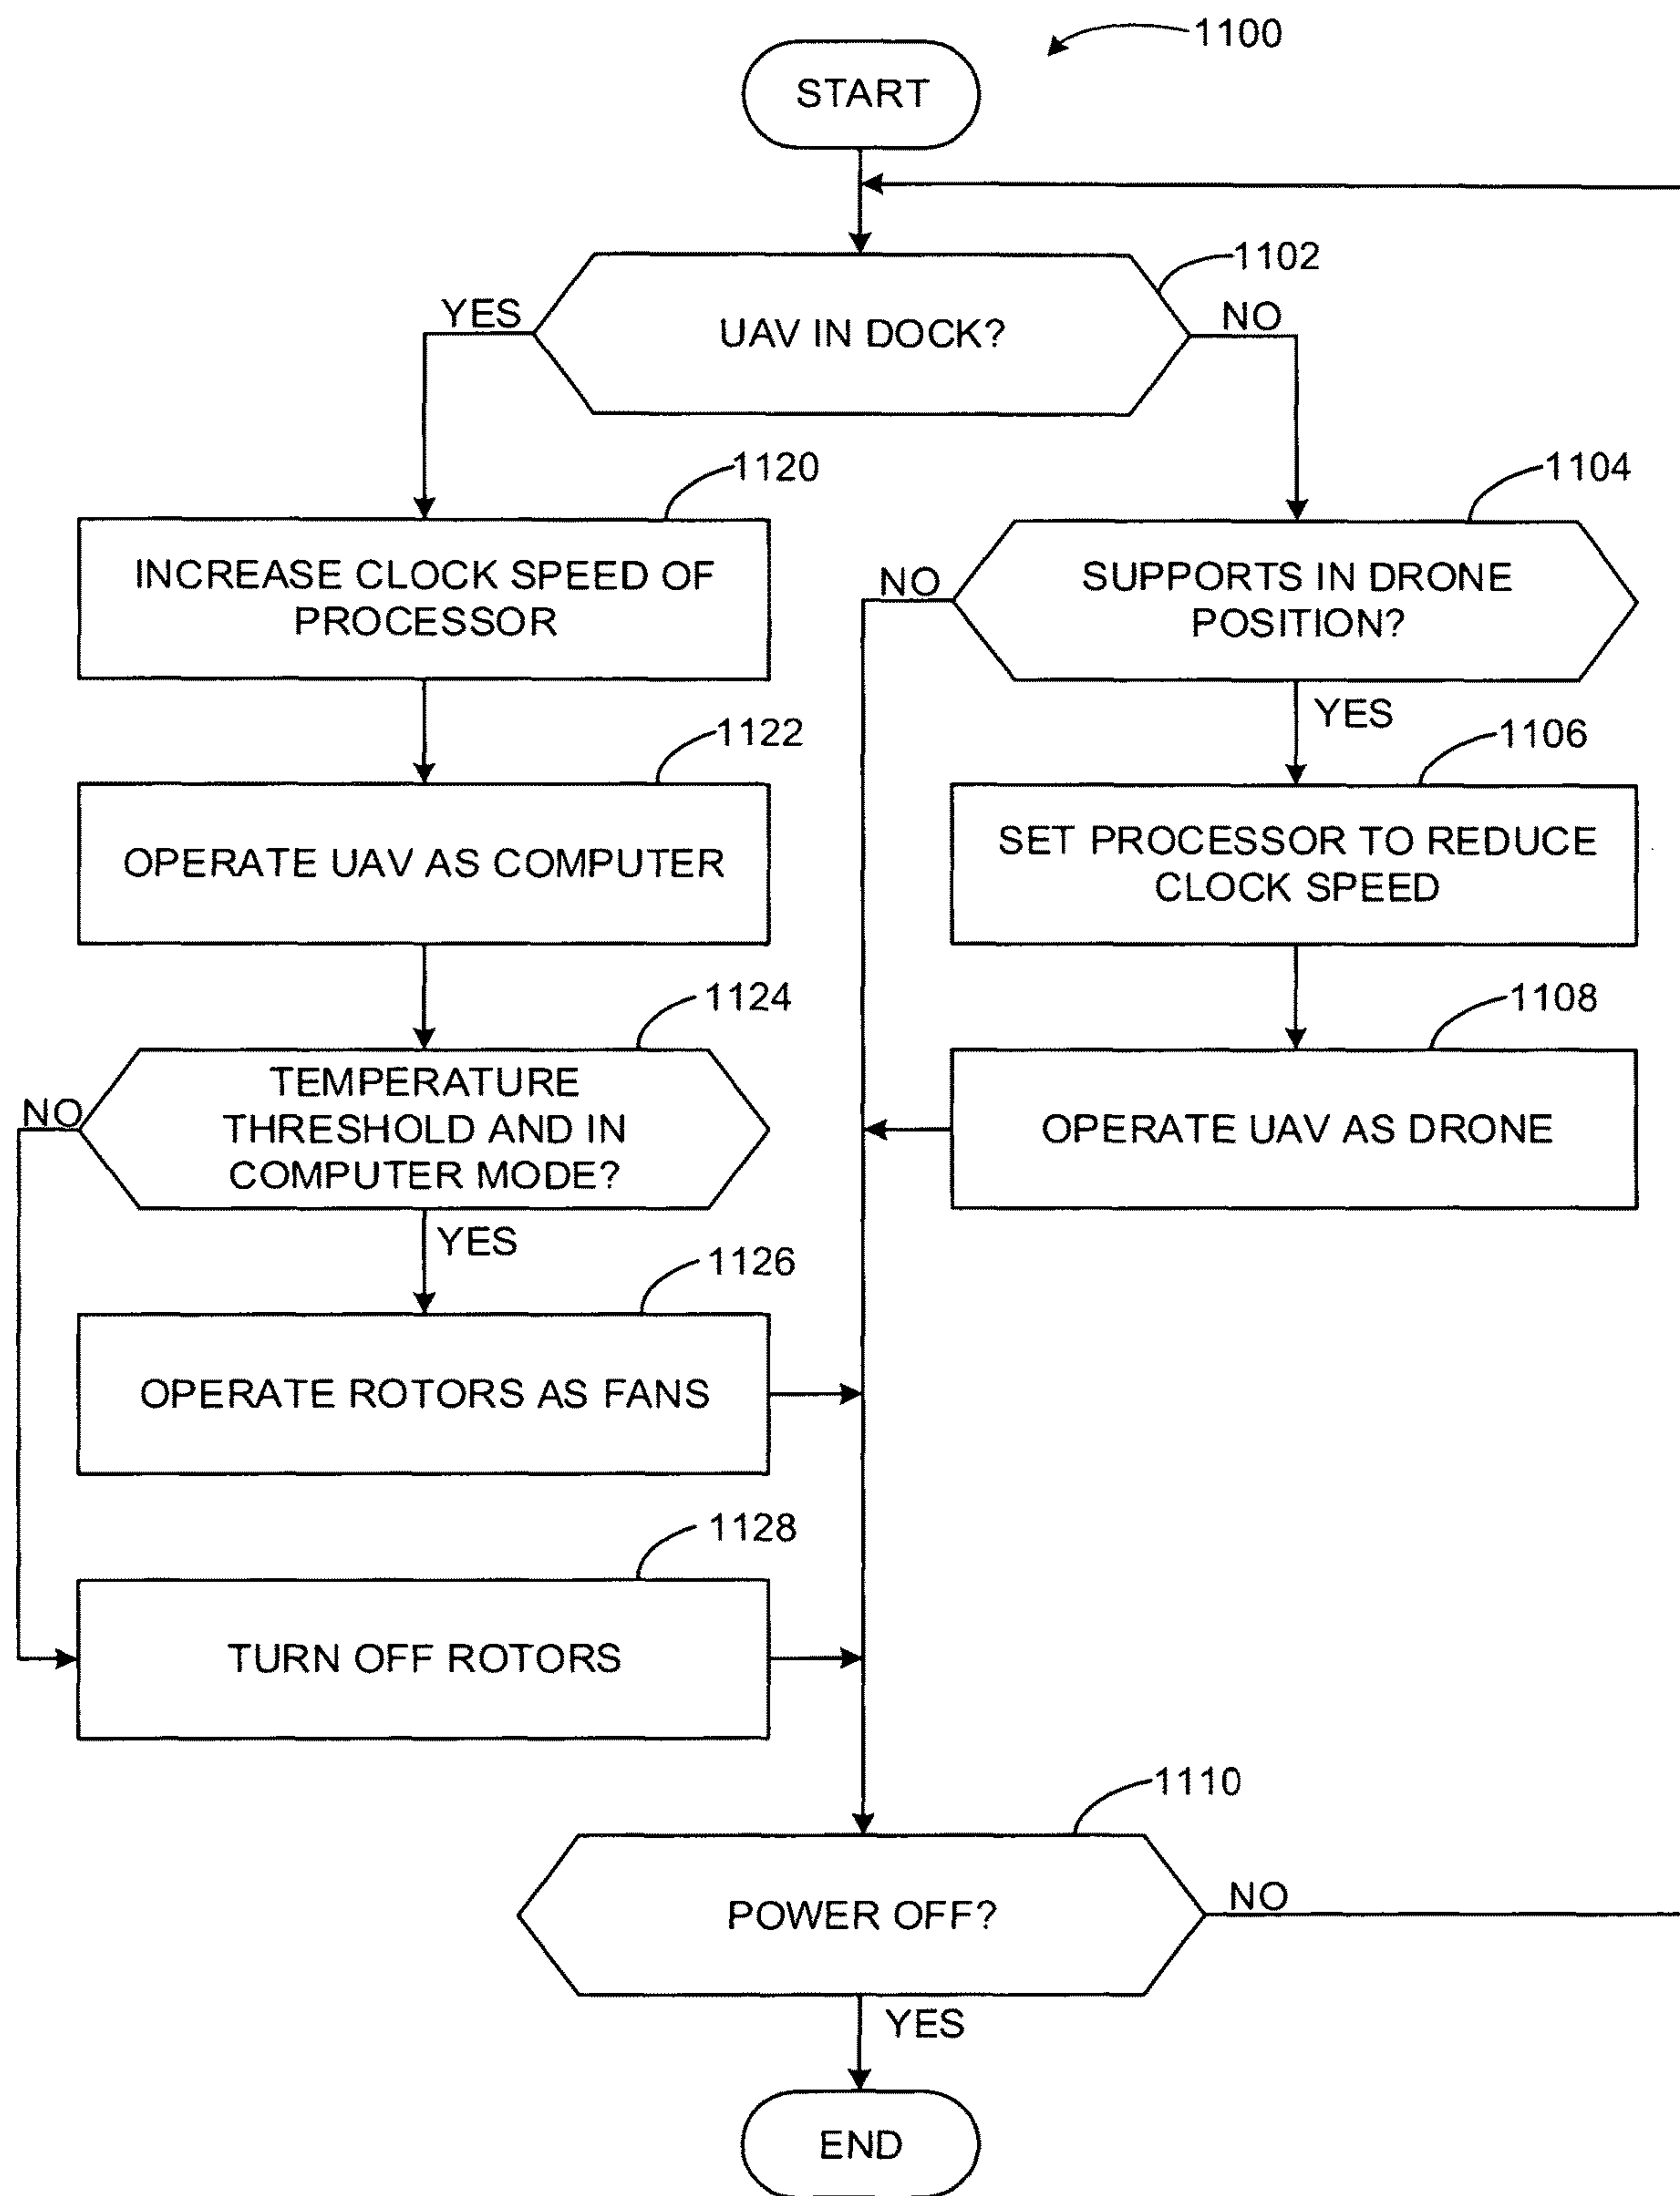 1100
START
1102
YES
NO
UAV IN DOCK?
1120
1104
INCREASE CLOCK SPEED OF
PROCESSOR
NO
SUPPORTS IN DRONE
POSITION?
YES
1122
1106
OPERATE UAV AS COMPUTER
SET PROCESSOR TO REDUCE
CLOCK SPEED
1124
1108
NO
TEMPERATURE
THRESHOLD AND IN
COMPUTER MODE?
OPERATE UAV AS DRONE
YES
1126
OPERATE ROTORS AS FANS
1128
TURN OFF ROTORS
1110
POWER OFF?
NO
YES
END